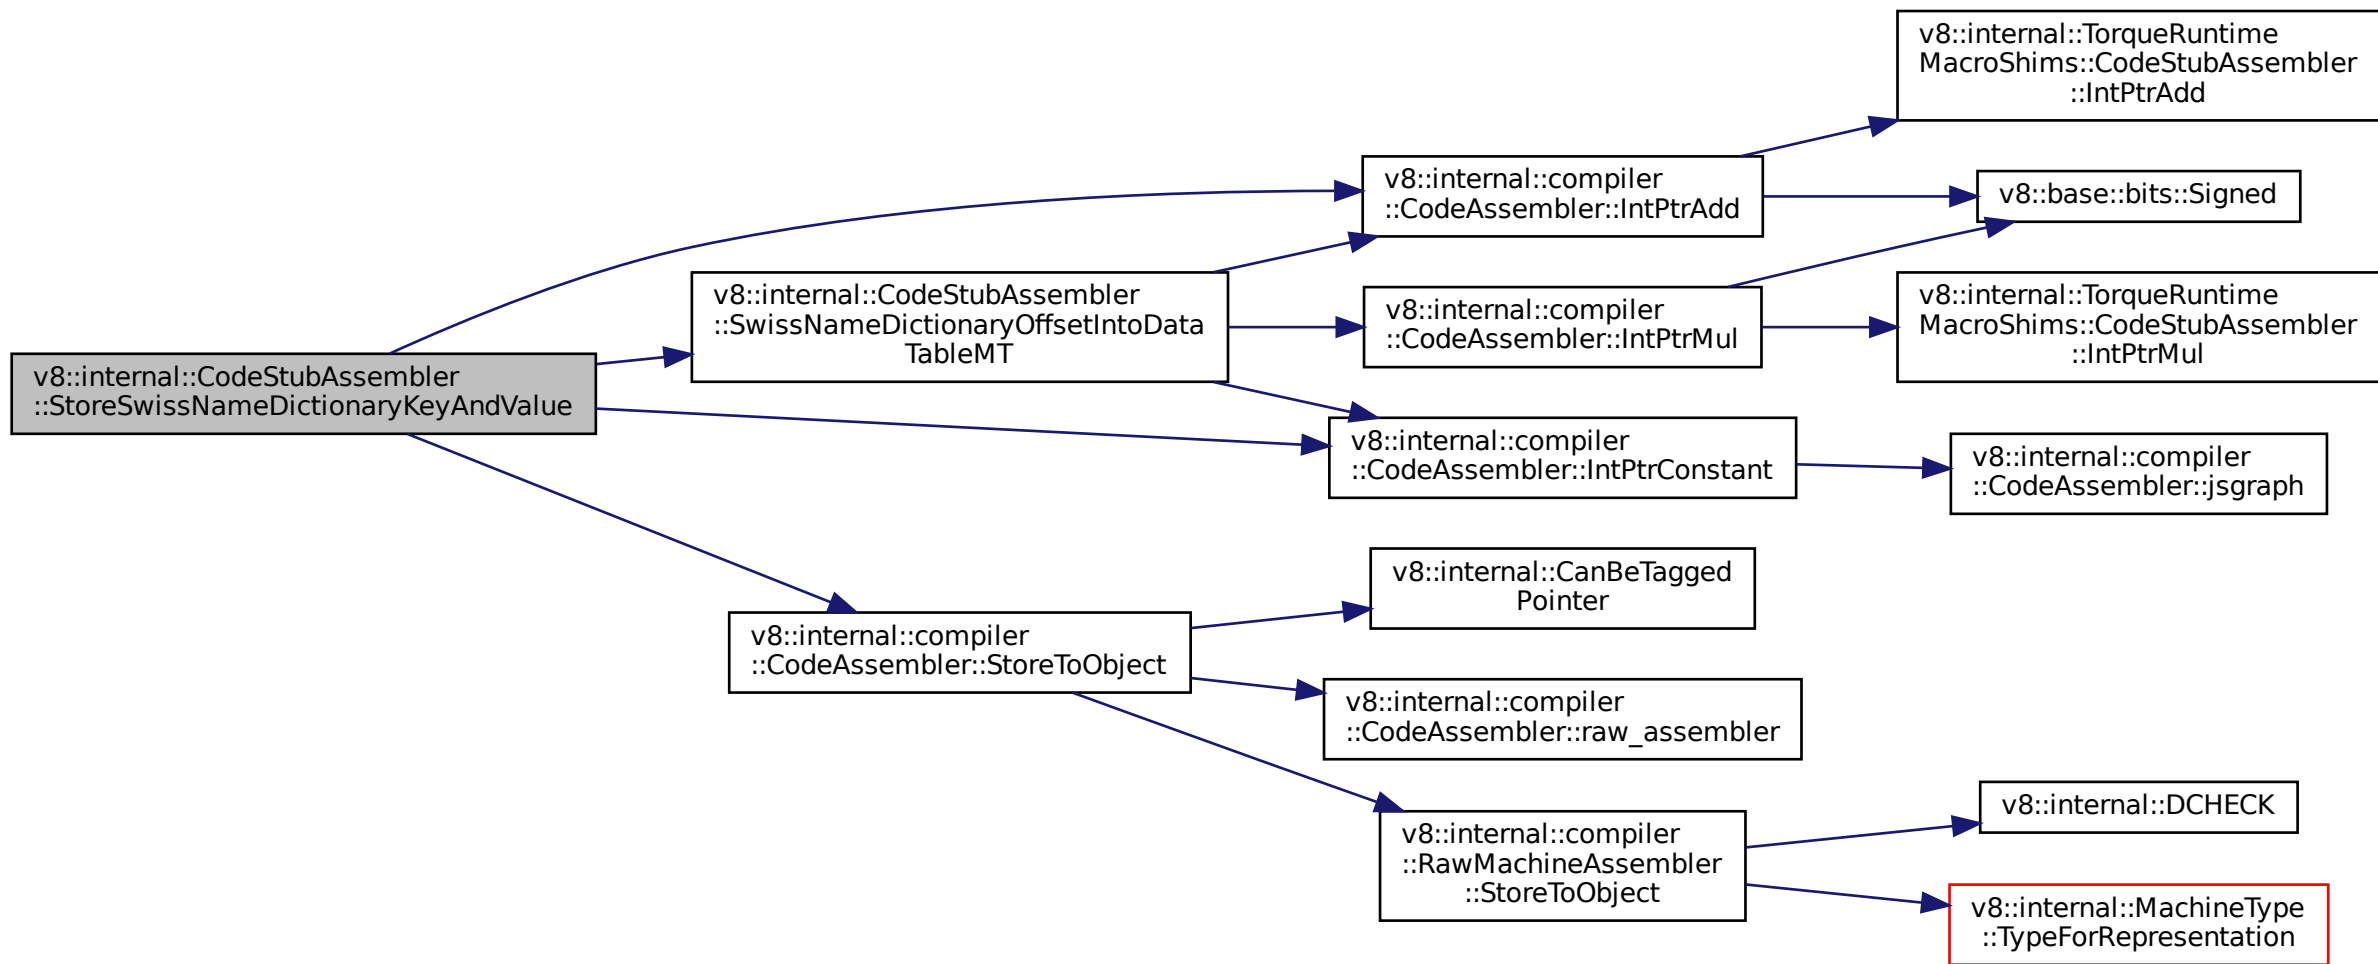 v8::internal::CodeStubAssembler
::StoreSwissNameDictionaryKeyAndValue
v8::internal::CodeStubAssembler
::SwissNameDictionaryOffsetIntoData
TableMT
v8::internal::compiler
::CodeAssembler::StoreToObject
v8::internal::compiler
::CodeAssembler::IntPtrAdd
v8::internal::compiler
::CodeAssembler::IntPtrMul
v8::internal::compiler
::CodeAssembler::IntPtrConstant
v8::internal::CanBeTagged
Pointer
v8::internal::compiler
::CodeAssembler::raw_assembler
v8::internal::compiler
::RawMachineAssembler
::StoreToObject
v8::internal::TorqueRuntime
MacroShims::CodeStubAssembler
::IntPtrAdd
v8::base::bits::Signed
v8::internal::TorqueRuntime
MacroShims::CodeStubAssembler
::IntPtrMul
v8::internal::compiler
::CodeAssembler::jsgraph
v8::internal::DCHECK
v8::internal::MachineType
::TypeForRepresentation